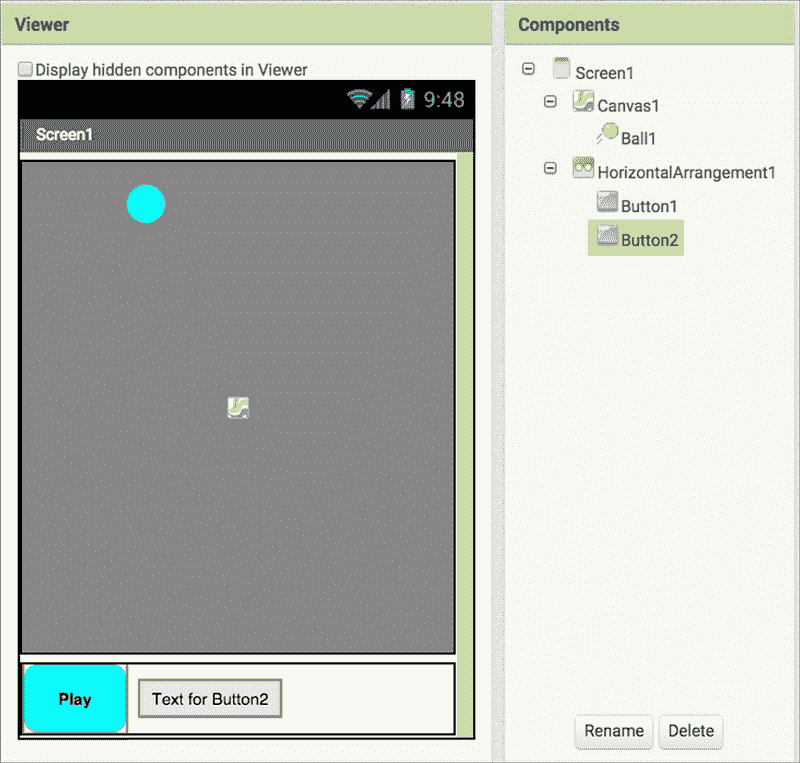 Viewer
Display hidden components in Viewer
9:48
Screen1
Play
Text for Button2
Components
Screen1
Canvas1
Ball1
HorizontalArrangement1
Button1
Button2
Rename
Delete